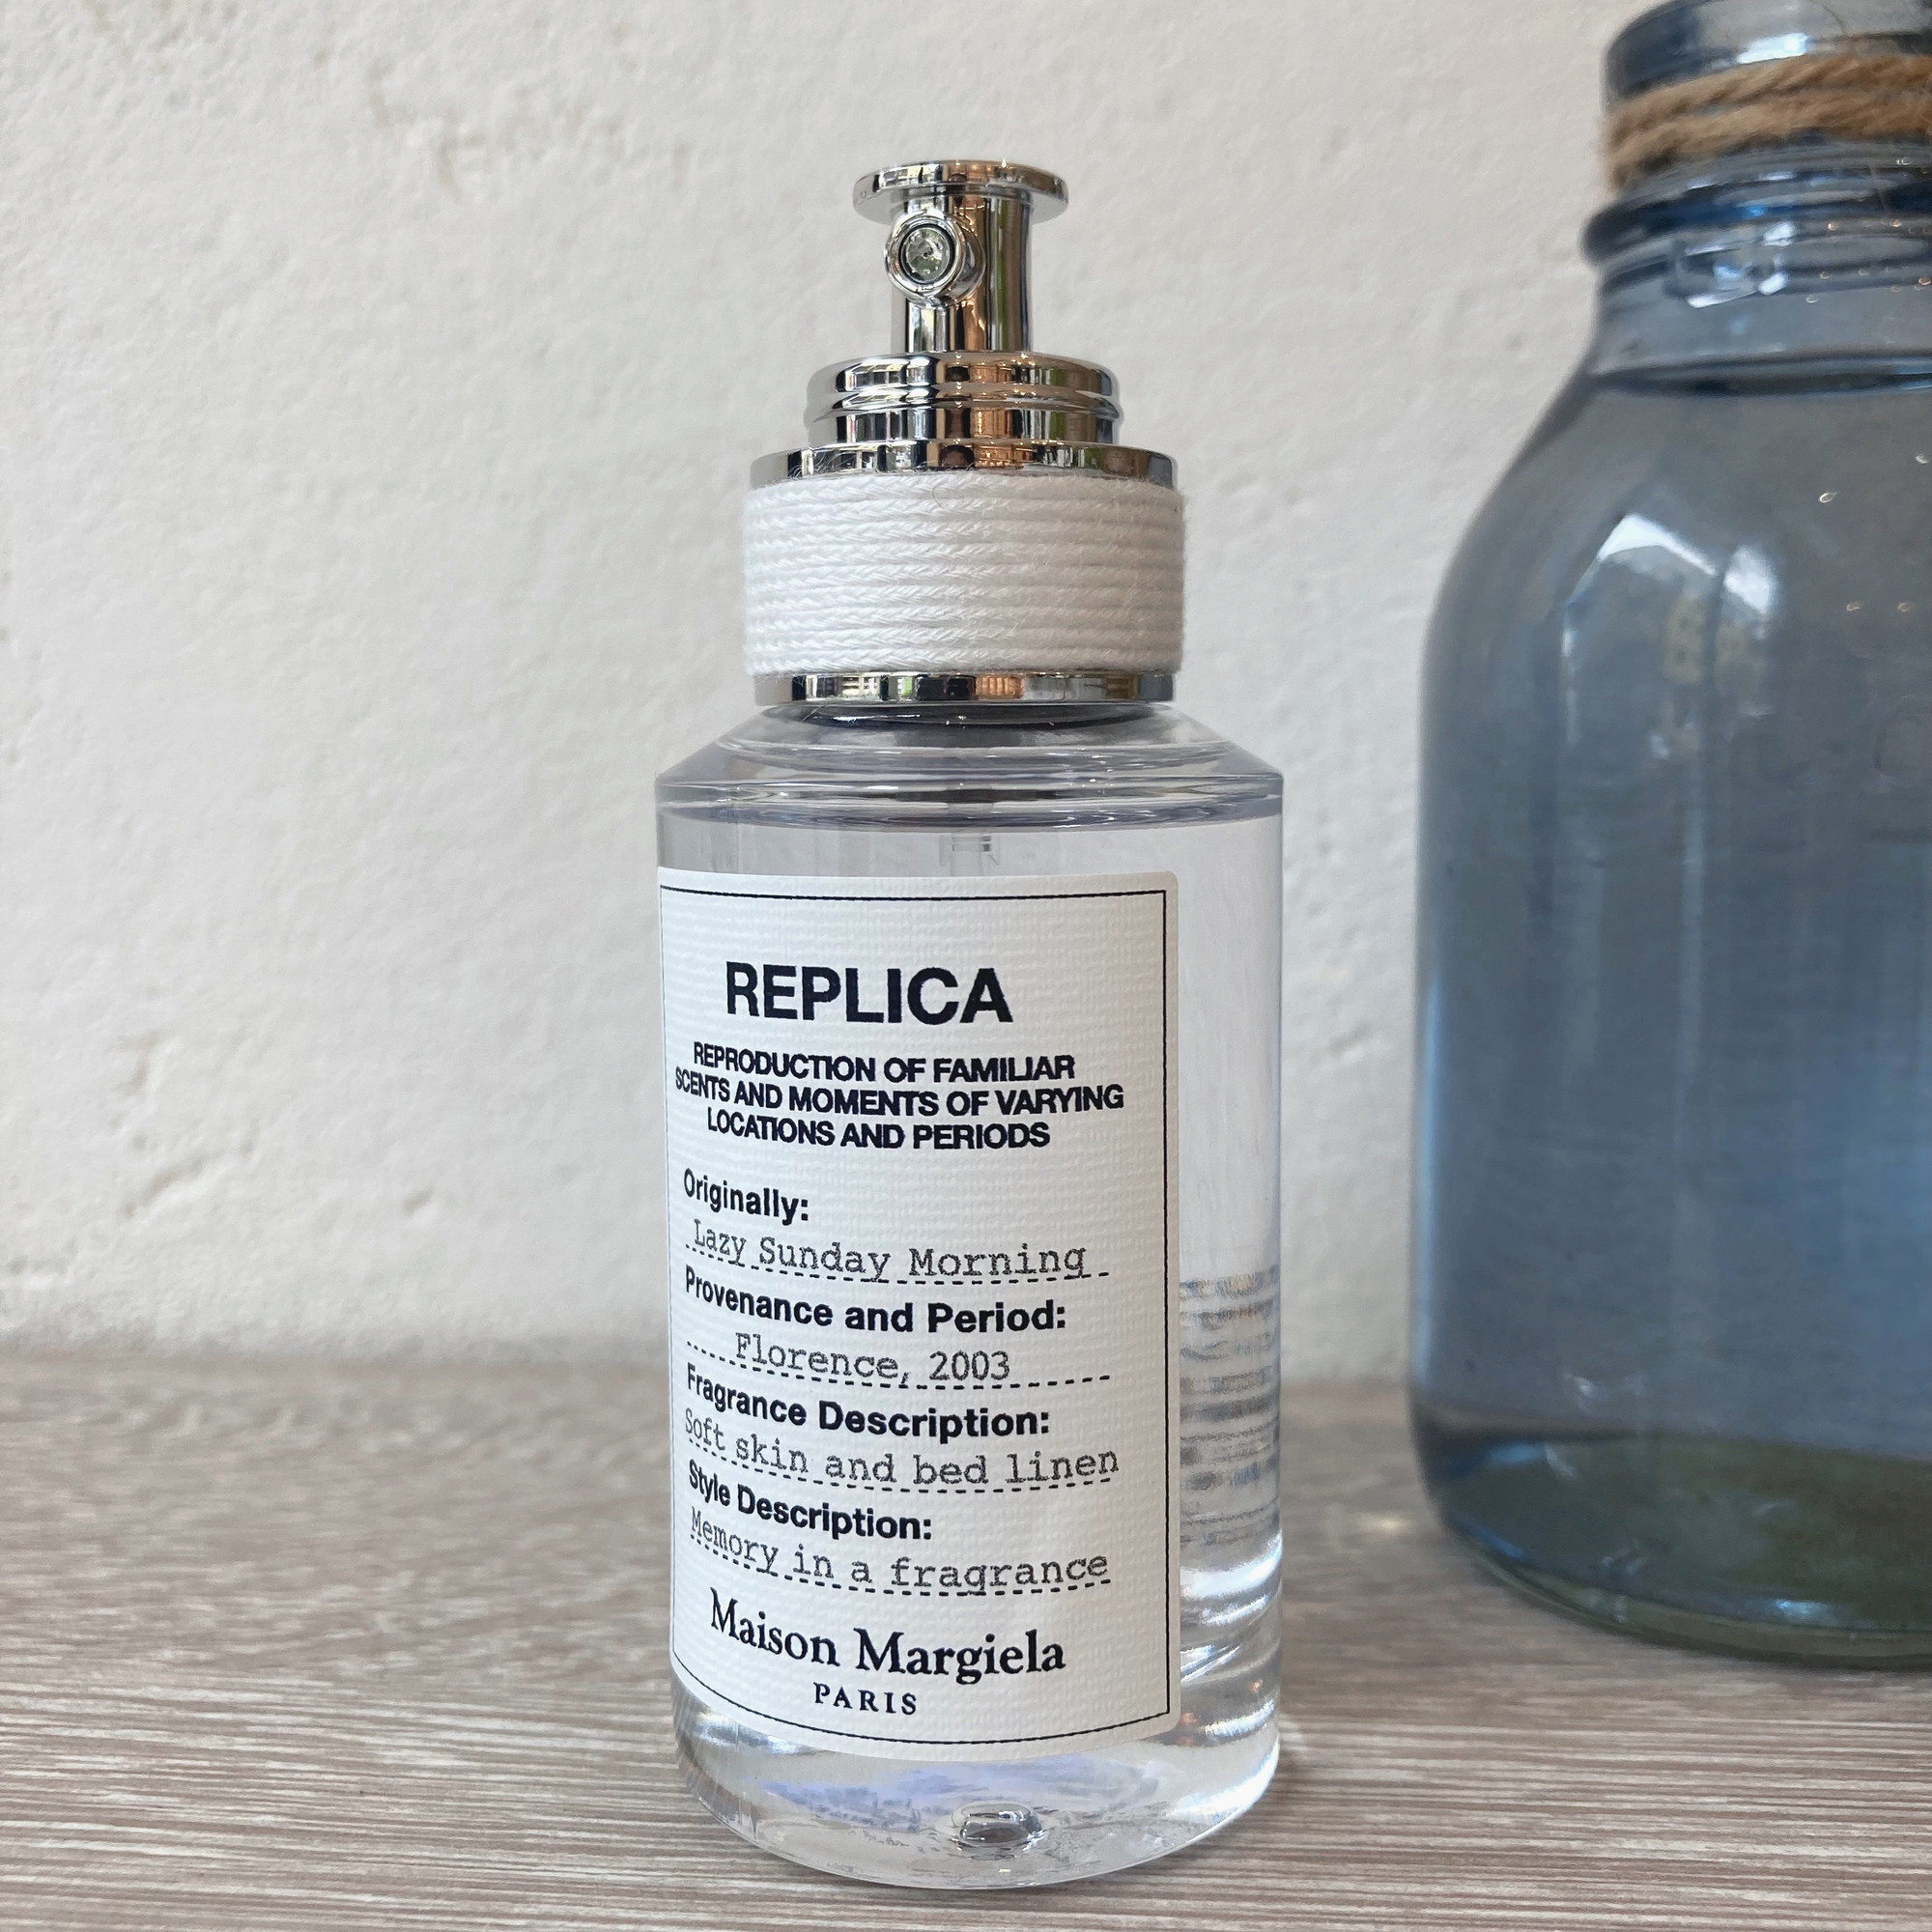 REPLICA
REPRODUCTION OF FAMILIAR
SCENTS AND MOMENTS OF VARYING
LOCATIONS AND PERIODS
Originally:
Lazy Sunday Morning
Provenance and Period:
Florence, 2003
Fragrance Description:
Soft skin and bed linen
Style Description:
Memory in a fragrance
Maison Margiela
PARIS